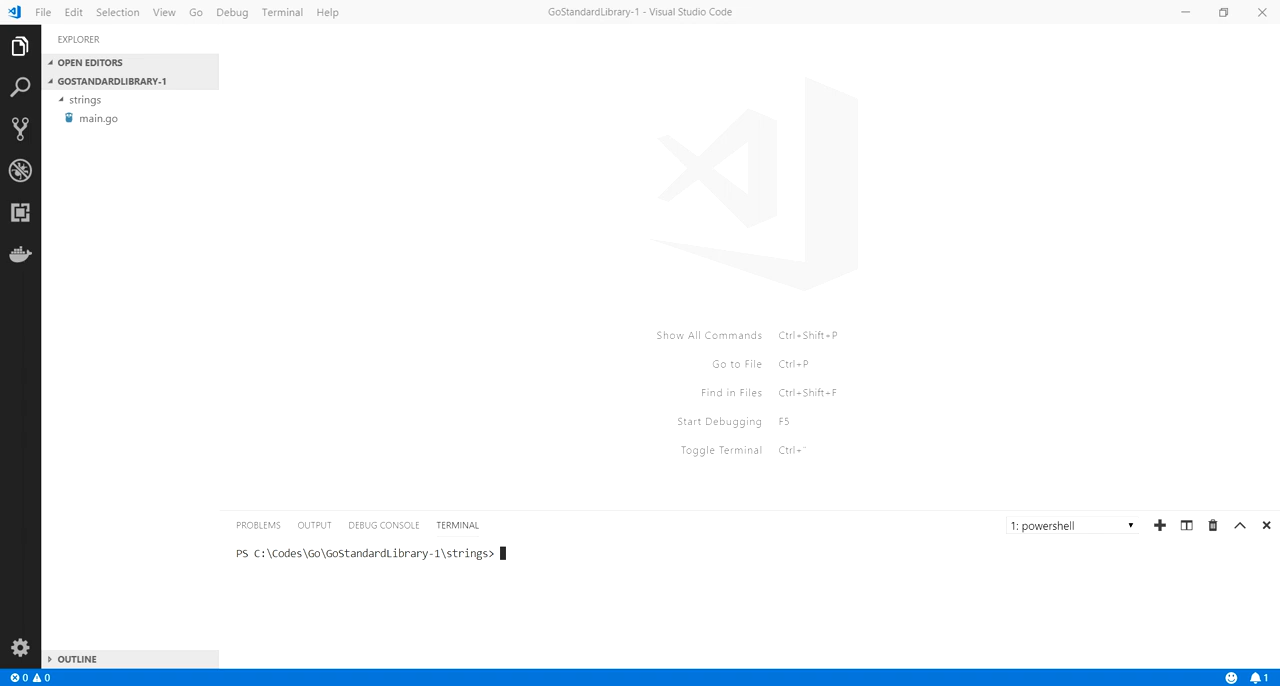 File Edit Selection View Go Debug Terminal Help
GoStandardLibrary-1 - Visual Studio Code
EXPLORER
OPEN EDITORS
GOSTANDARDLIBRARY-1
strings
main.go
Show All Commands Ctrl+Shift+P
Go to File Ctrl+P
Find in Files Ctrl+Shift+F
Start Debugging F5
Toggle Terminal Ctrl+¨
PROBLEMS OUTPUT DEBUG CONSOLE TERMINAL
1: powershell
PS C:\Codes\Go\GoStandardLibrary-1\strings>
OUTLINE
0 0
1